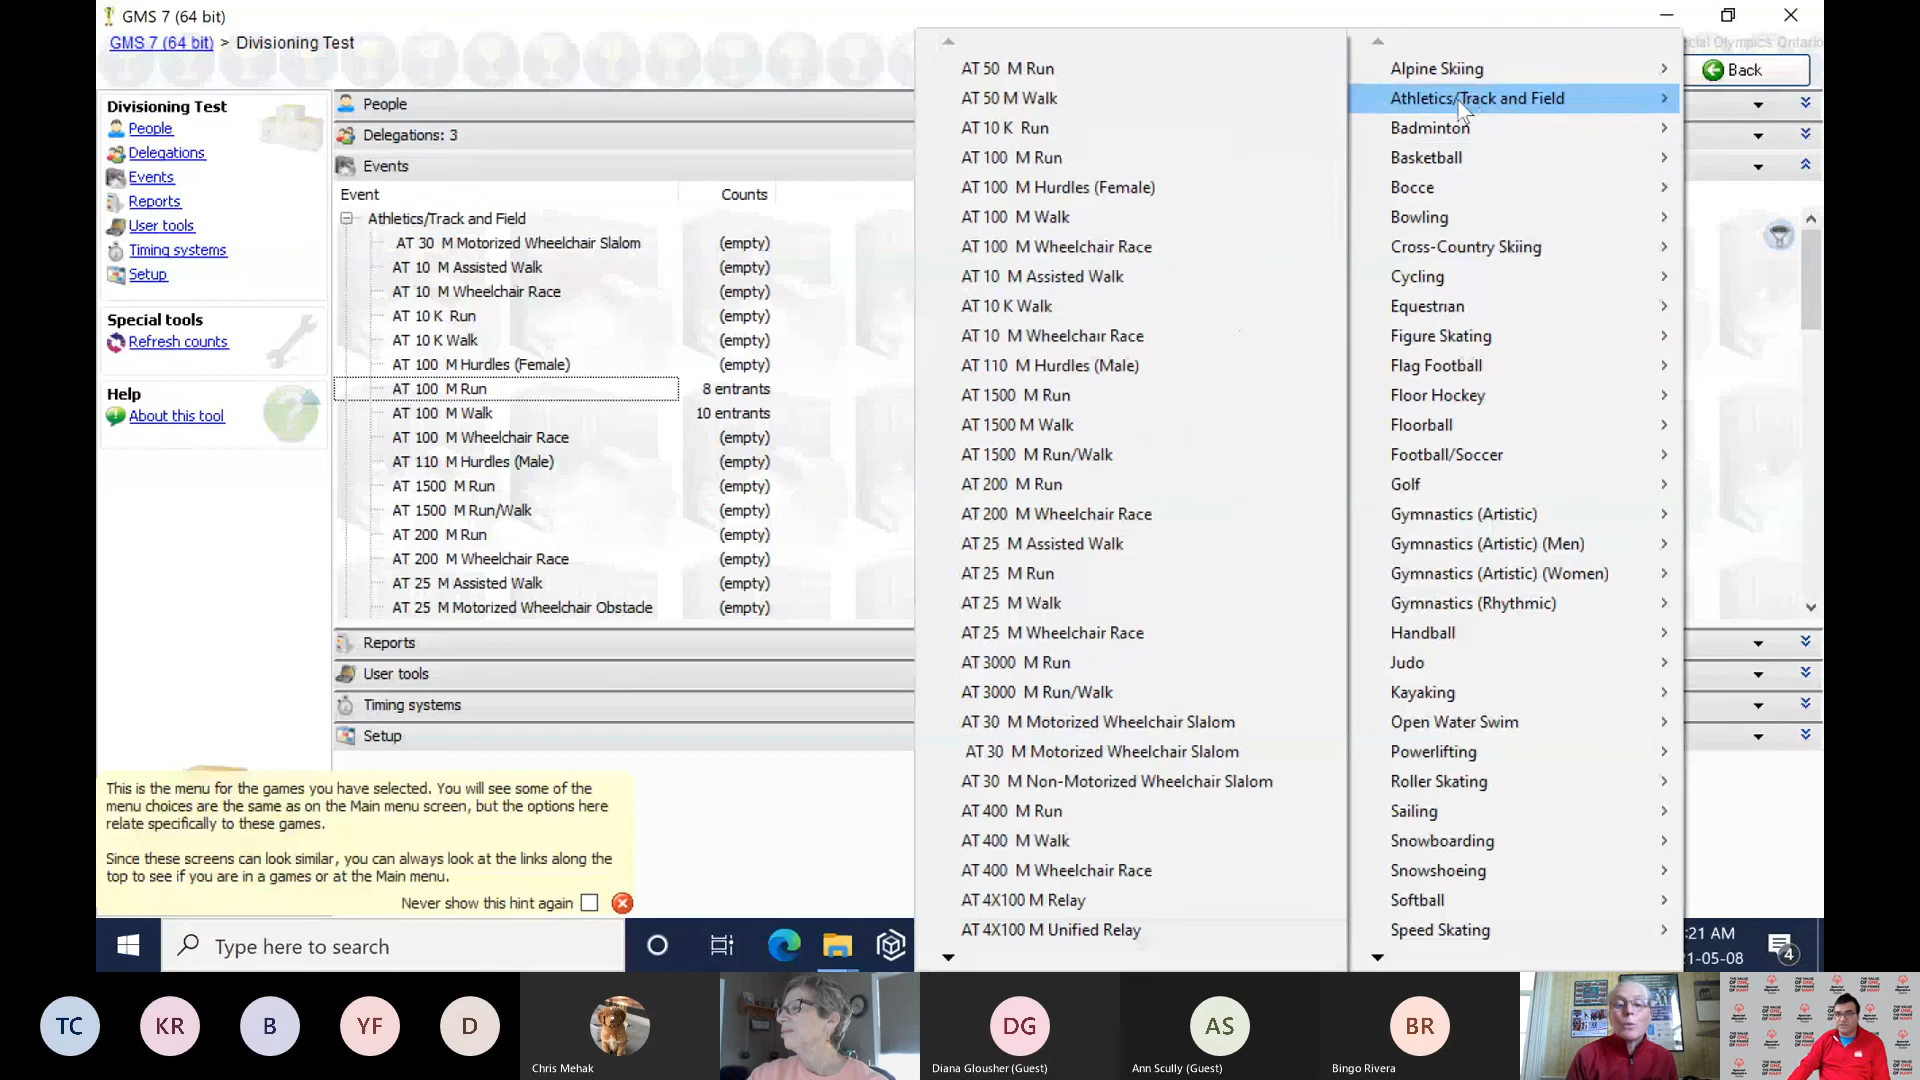 GMS 7 (64 bit)
GMS 7 (64 bit) > Divisioning Test
Back
Divisioning Test
People
Delegations
Events
Reports
User tools
Timing systems
Setup
Special tools
Refresh counts
Help
About this tool
People
Delegations: 3
Events
Event Counts
Athletics/Track and Field
AT 30 M Motorized Wheelchair Slalom (empty)
AT 10 M Assisted Walk (empty)
AT 10 M Wheelchair Race (empty)
AT 10 K Run (empty)
AT 10 K Walk (empty)
AT 100 M Hurdles (Female) (empty)
AT 100 M Run 8 entrants
AT 100 M Walk 10 entrants
AT 100 M Wheelchair Race (empty)
AT 110 M Hurdles (Male) (empty)
AT 1500 M Run (empty)
AT 1500 M Run/Walk (empty)
AT 200 M Run (empty)
AT 200 M Wheelchair Race (empty)
AT 25 M Assisted Walk (empty)
AT 25 M Motorized Wheelchair Obstacle (empty)
Reports
User tools
Timing systems
Setup
This is the menu for the games you have selected. You will see some of the
menu choices are the same as on the Main menu screen, but the options here
relate specifically to these games.
Since these screens can look similar, you can always look at the links along the
top to see if you are in a games or at the Main menu.
Never show this hint again
AT 50 M Run
AT 50 M Walk
AT 10 K Run
AT 100 M Run
AT 100 M Hurdles (Female)
AT 100 M Walk
AT 100 M Wheelchair Race
AT 10 M Assisted Walk
AT 10 K Walk
AT 10 M Wheelchair Race
AT 110 M Hurdles (Male)
AT 1500 M Run
AT 1500 M Walk
AT 1500 M Run/Walk
AT 200 M Run
AT 200 M Wheelchair Race
AT 25 M Assisted Walk
AT 25 M Run
AT 25 M Walk
AT 25 M Wheelchair Race
AT 3000 M Run
AT 3000 M Run/Walk
AT 30 M Motorized Wheelchair Slalom
AT 30 M Motorized Wheelchair Slalom
AT 30 M Non-Motorized Wheelchair Slalom
AT 400 M Run
AT 400 M Walk
AT 400 M Wheelchair Race
AT 4X100 M Relay
AT 4X100 M Unified Relay
Alpine Skiing
Athletics/Track and Field
Badminton
Basketball
Bocce
Bowling
Cross-Country Skiing
Cycling
Equestrian
Figure Skating
Flag Football
Floor Hockey
Floorball
Football/Soccer
Golf
Gymnastics (Artistic)
Gymnastics (Artistic) (Men)
Gymnastics (Artistic) (Women)
Gymnastics (Rhythmic)
Handball
Judo
Kayaking
Open Water Swim
Powerlifting
Roller Skating
Sailing
Snowboarding
Snowshoeing
Softball
Speed Skating
Type here to search
:21 AM
1-05-08
4
TC
KR
B
YF
D
Chris Mehak
DG
Diana Glousher (Guest)
AS
Ann Scully (Guest)
BR
Bingo Rivera